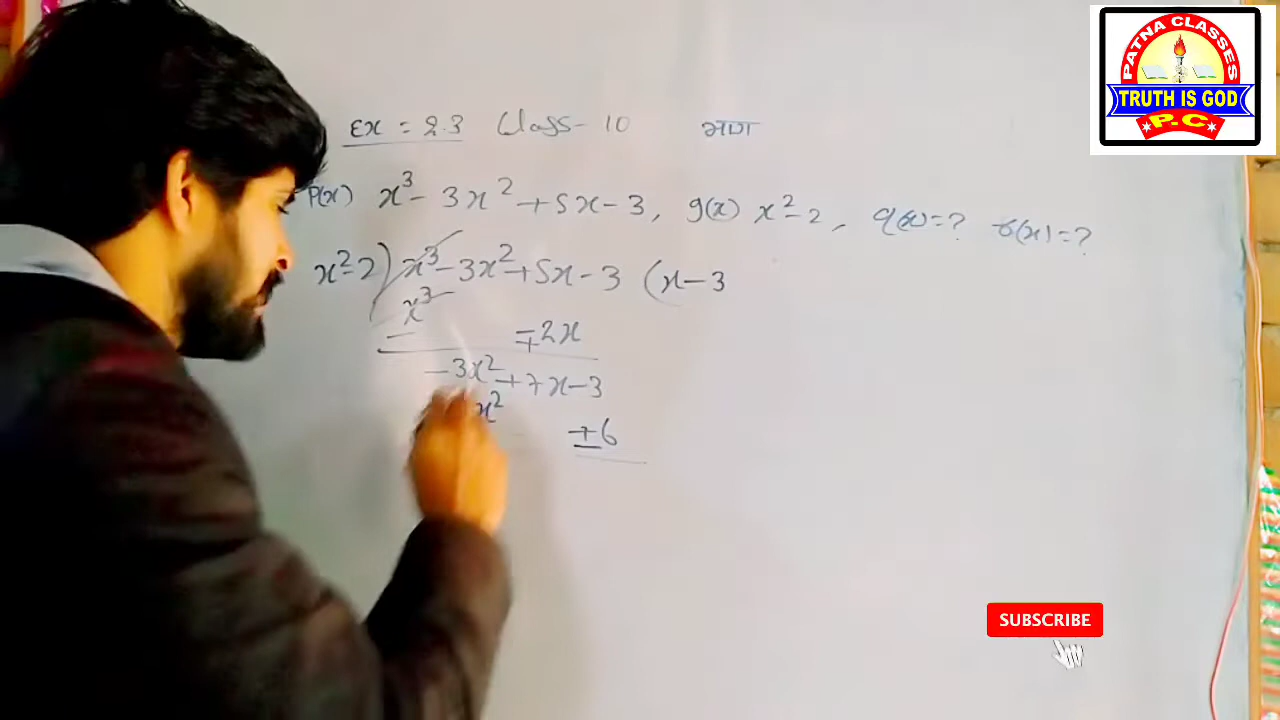 PATNA CLASSES
TRUTH IS GOD
P.C
Ex = 2.3 Class - 10 भाग
P(x) x³ - 3x² + 5x - 3, g(x) x² - 2, q(x) = ? r(x) = ?
x² - 2) x³ - 3x² + 5x - 3 (x - 3
x³
- ∓2x
-3x² + 7x - 3
x²
±6
SUBSCRIBE